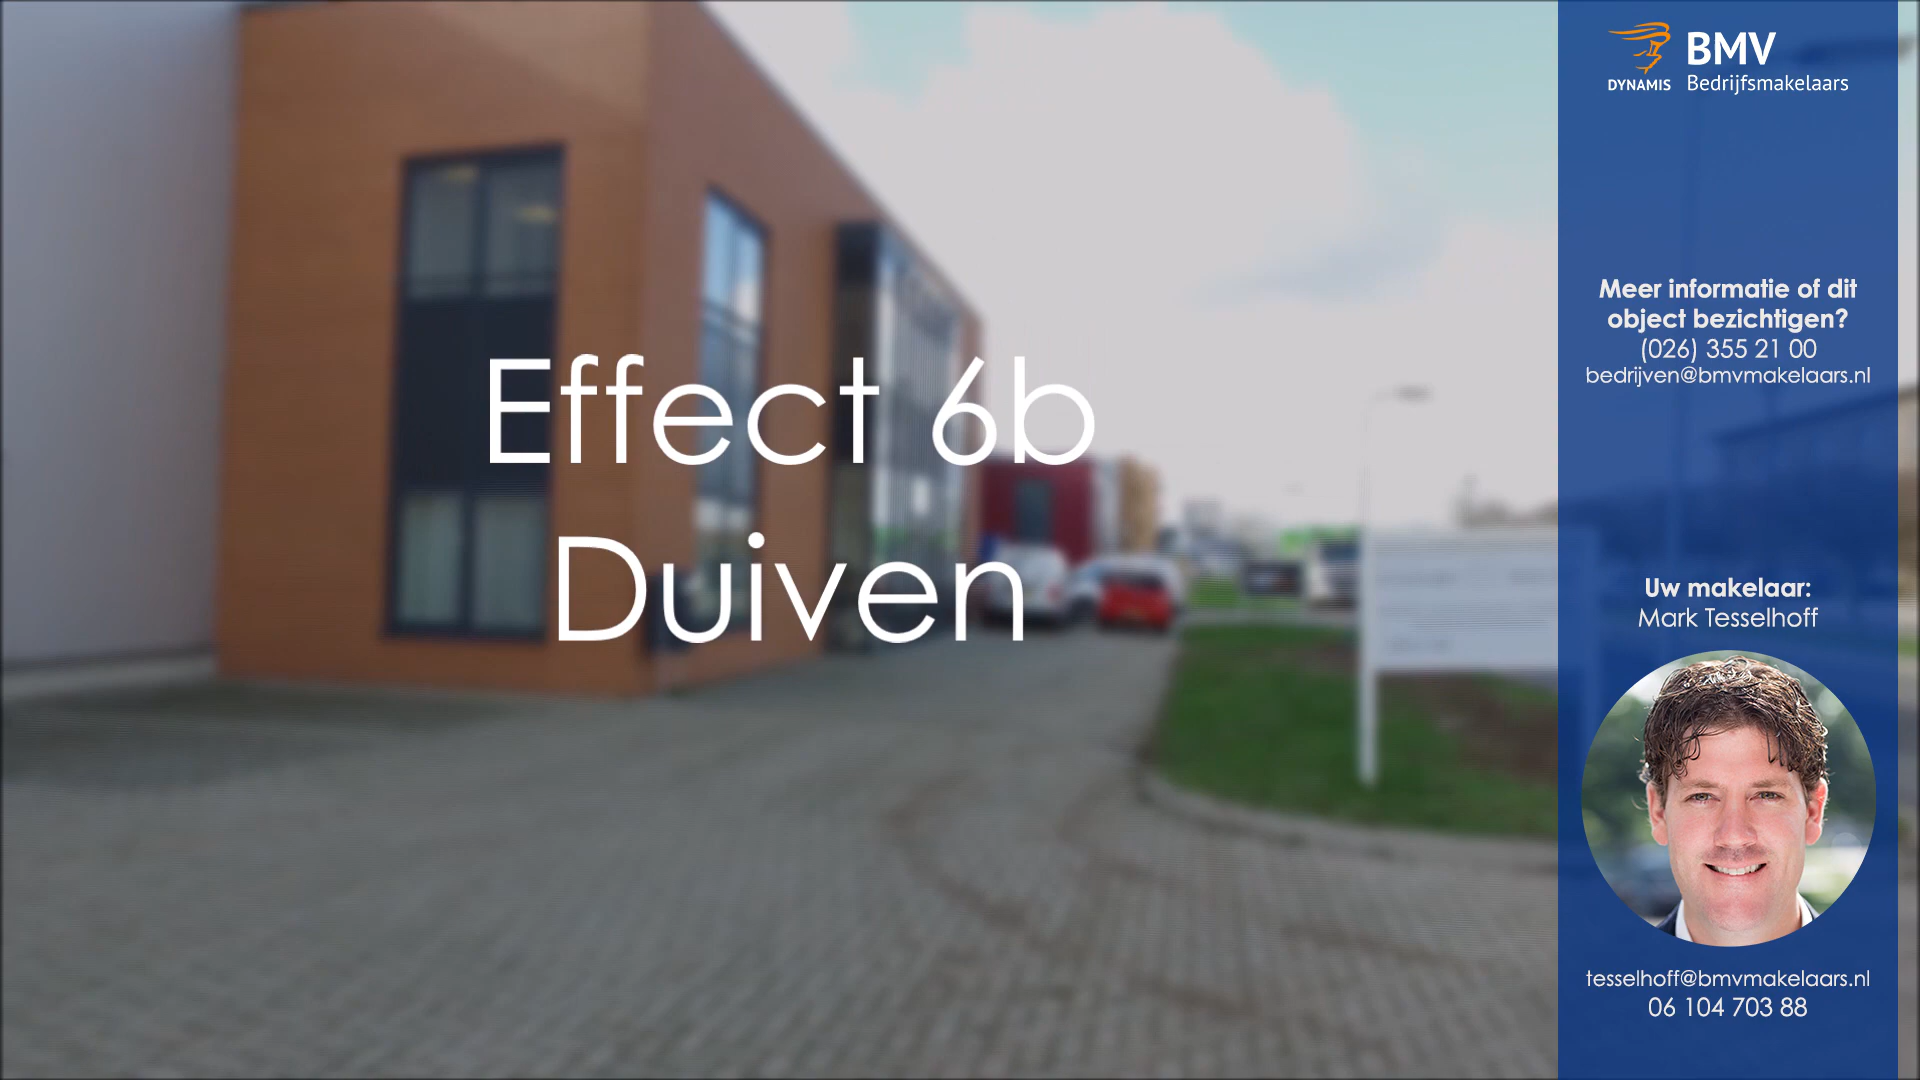 Effect 6b
Duiven
DYNAMIS
BMV
Bedrijfsmakelaars
Meer informatie of dit
object bezichtigen?
(026) 355 21 00
bedrijven@bmvmakelaars.nl
Uw makelaar:
Mark Tesselhoff
tesselhoff@bmvmakelaars.nl
06 104 703 88